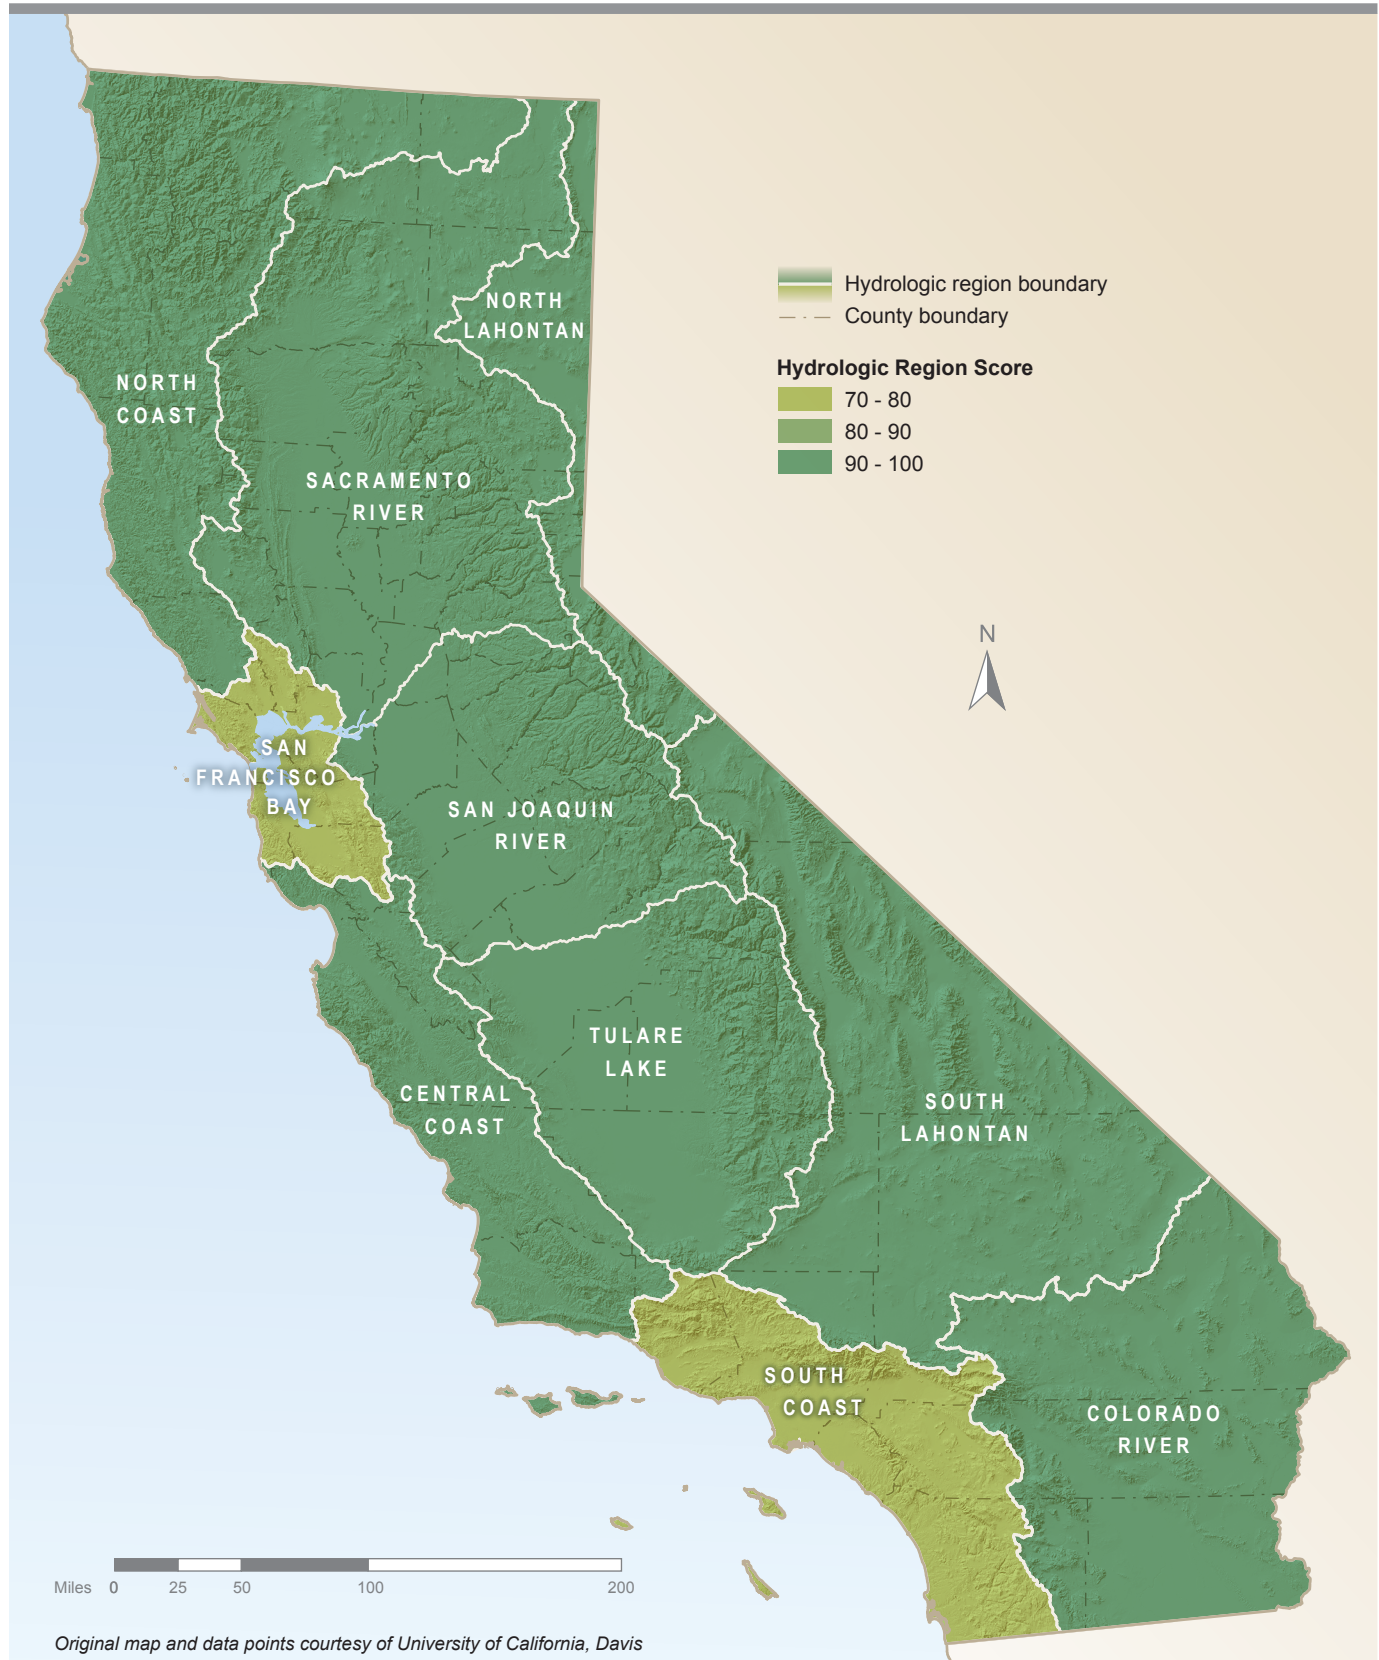 NORTH
LAHONTAN
NORTH
COAST
SACRAMENTO
RIVER
SAN
FRANCISCO
BAY
SAN JOAQUIN
RIVER
TULARE
LAKE
CENTRAL
COAST
SOUTH
LAHONTAN
SOUTH
COAST
COLORADO
RIVER
Hydrologic region boundary
County boundary
Hydrologic Region Score
70 - 80
80 - 90
90 - 100
N
Miles 0 25 50 100 200
Original map and data points courtesy of University of California, Davis